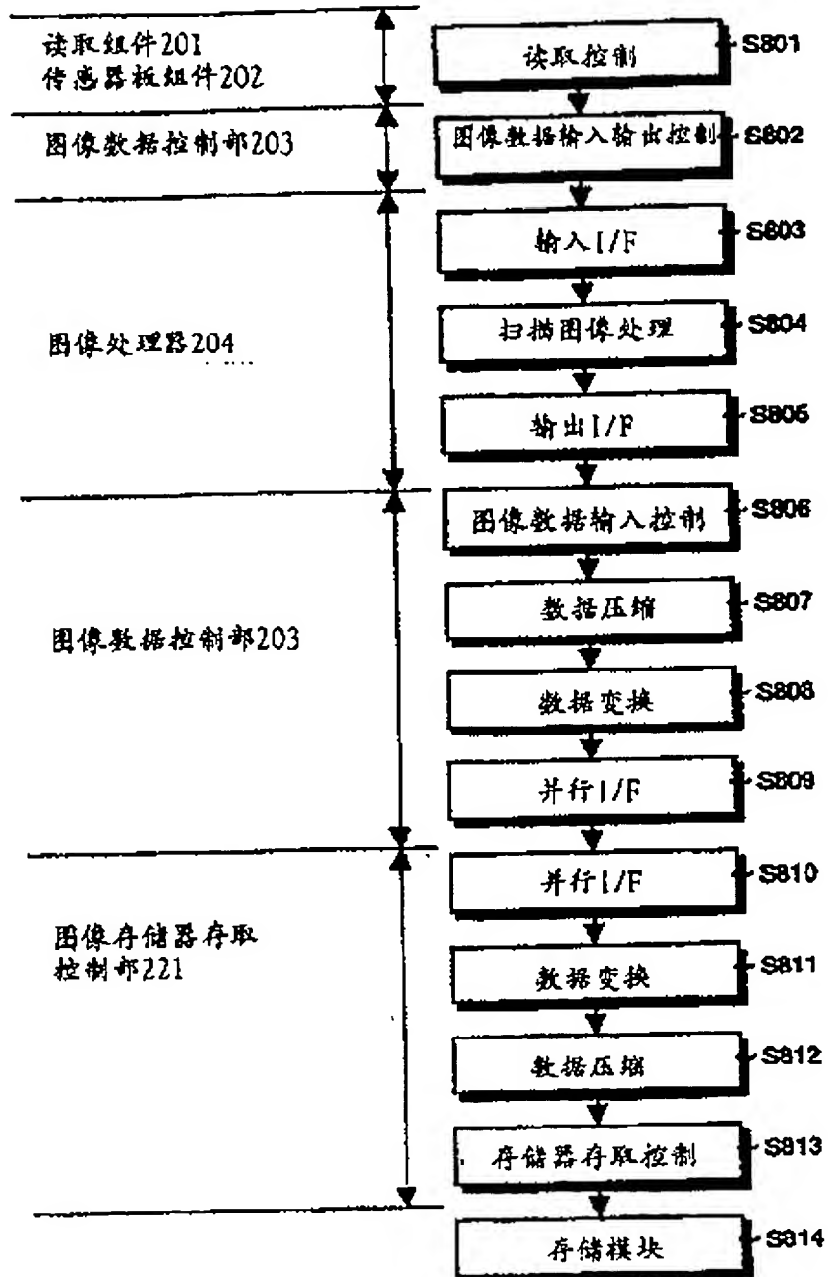 读取组件201
传感器板组件202
读取控制
S801
图像数据控制部203
图像数据输入输出控制
S802
图像处理器204
输入I/F
S803
扫描图像处理
S804
输出I/F
S805
图像数据控制部203
图像数据输入控制
S806
数据压缩
S807
数据变换
S808
并行I/F
S809
图像存储器存取
控制部221
并行I/F
S810
数据变换
S811
数据压缩
S812
存储器存取控制
S813
存储模块
S814